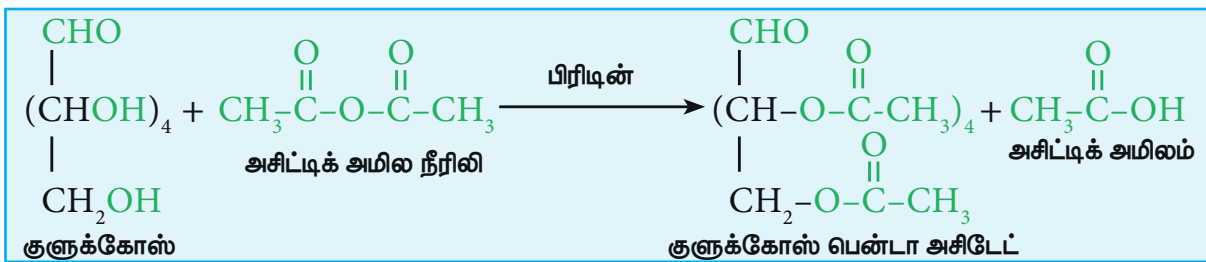 CHO
|
(CHOH)₄ + CH₃–C(=O)–O–C(=O)–CH₃
|
CH₂OH
குளுக்கோஸ்
அசிட்டிக் அமில நீரிலி
பிரிடின்
CHO
|
(CH–O–C(=O)-CH₃)₄ + CH₃–C(=O)–OH
|
CH₂–O–C(=O)–CH₃
குளுக்கோஸ் பென்டா அசிடேட்
அசிட்டிக் அமிலம்